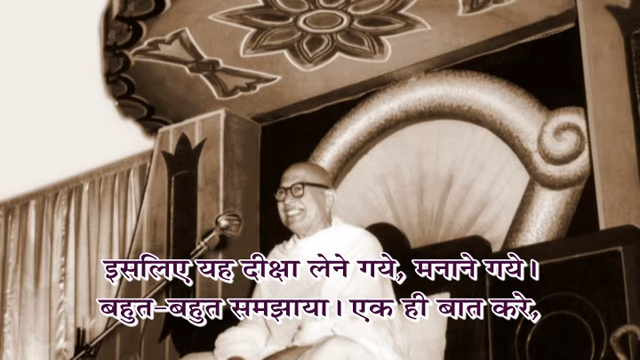 इसलिए यह दीक्षा लेने गये, मनाने गये।
बहुत-बहुत समझाया। एक ही बात करे,